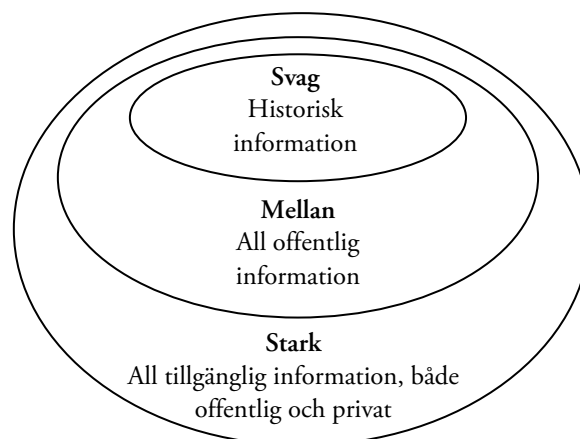 Svag
Historisk
information
Mellan
All offentlig
information
Stark
All tillgänglig information, både
offentlig och privat